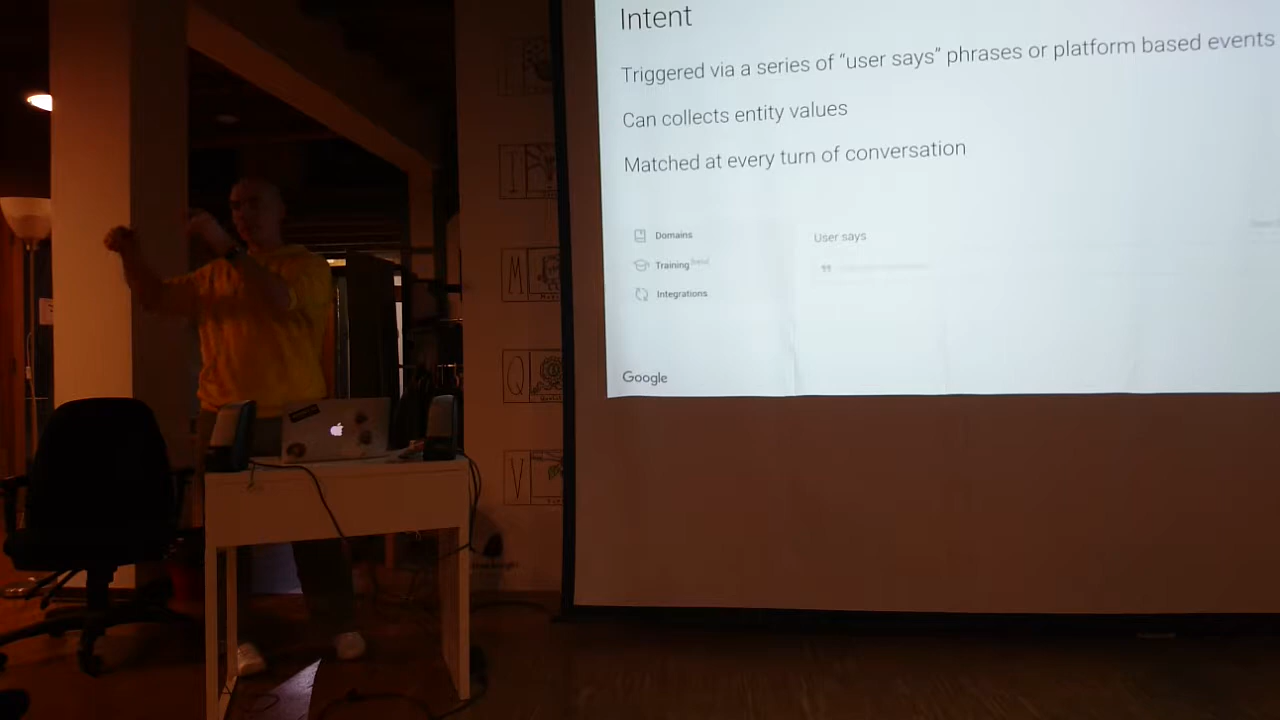 Intent
Triggered via a series of “user says” phrases or platform based events
Can collects entity values
Matched at every turn of conversation
Domains
User says
Training
Integrations
Google
I
M
Q
V